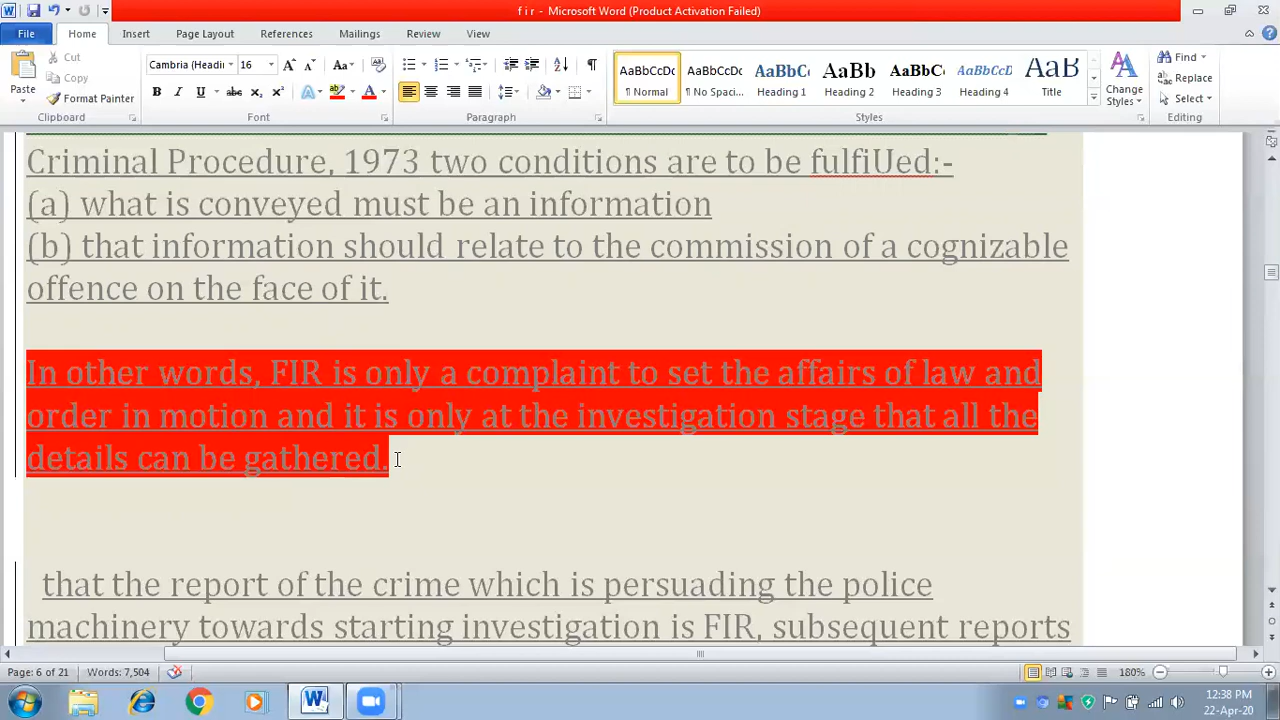 f i r - Microsoft Word (Product Activation Failed)
File Home Insert Page Layout References Mailings Review View
Paste
Cut
Copy
Format Painter
Clipboard
Cambria (Headi 16
Font
Paragraph
AaBbCcDc AaBbCcDc AaBbC AaBb AaBbC AaBbCcD AaB
¶ Normal ¶ No Spaci... Heading 1 Heading 2 Heading 3 Heading 4 Title
Styles
Change
Styles
Find
Replace
Select
Editing
Criminal Procedure, 1973 two conditions are to be fulfiUed:-
(a) what is conveyed must be an information
(b) that information should relate to the commission of a cognizable
offence on the face of it.
In other words, FIR is only a complaint to set the affairs of law and
order in motion and it is only at the investigation stage that all the
details can be gathered.
that the report of the crime which is persuading the police
machinery towards starting investigation is FIR, subsequent reports
Page: 6 of 21 Words: 7,504 180%
12:38 PM
22-Apr-20